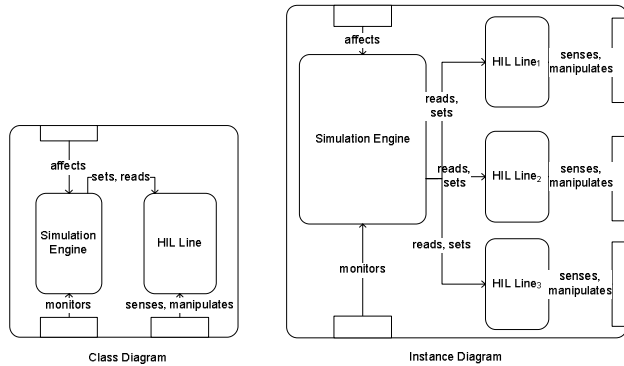 affects
sets, reads
Simulation
Engine
HIL Line
monitors
senses, manipulates
Class Diagram
affects
Simulation Engine
reads,
sets
reads,
sets
reads, sets
monitors
HIL Line1
senses,
manipulates
HIL Line2
senses,
manipulates
HIL Line3
senses,
manipulates
Instance Diagram